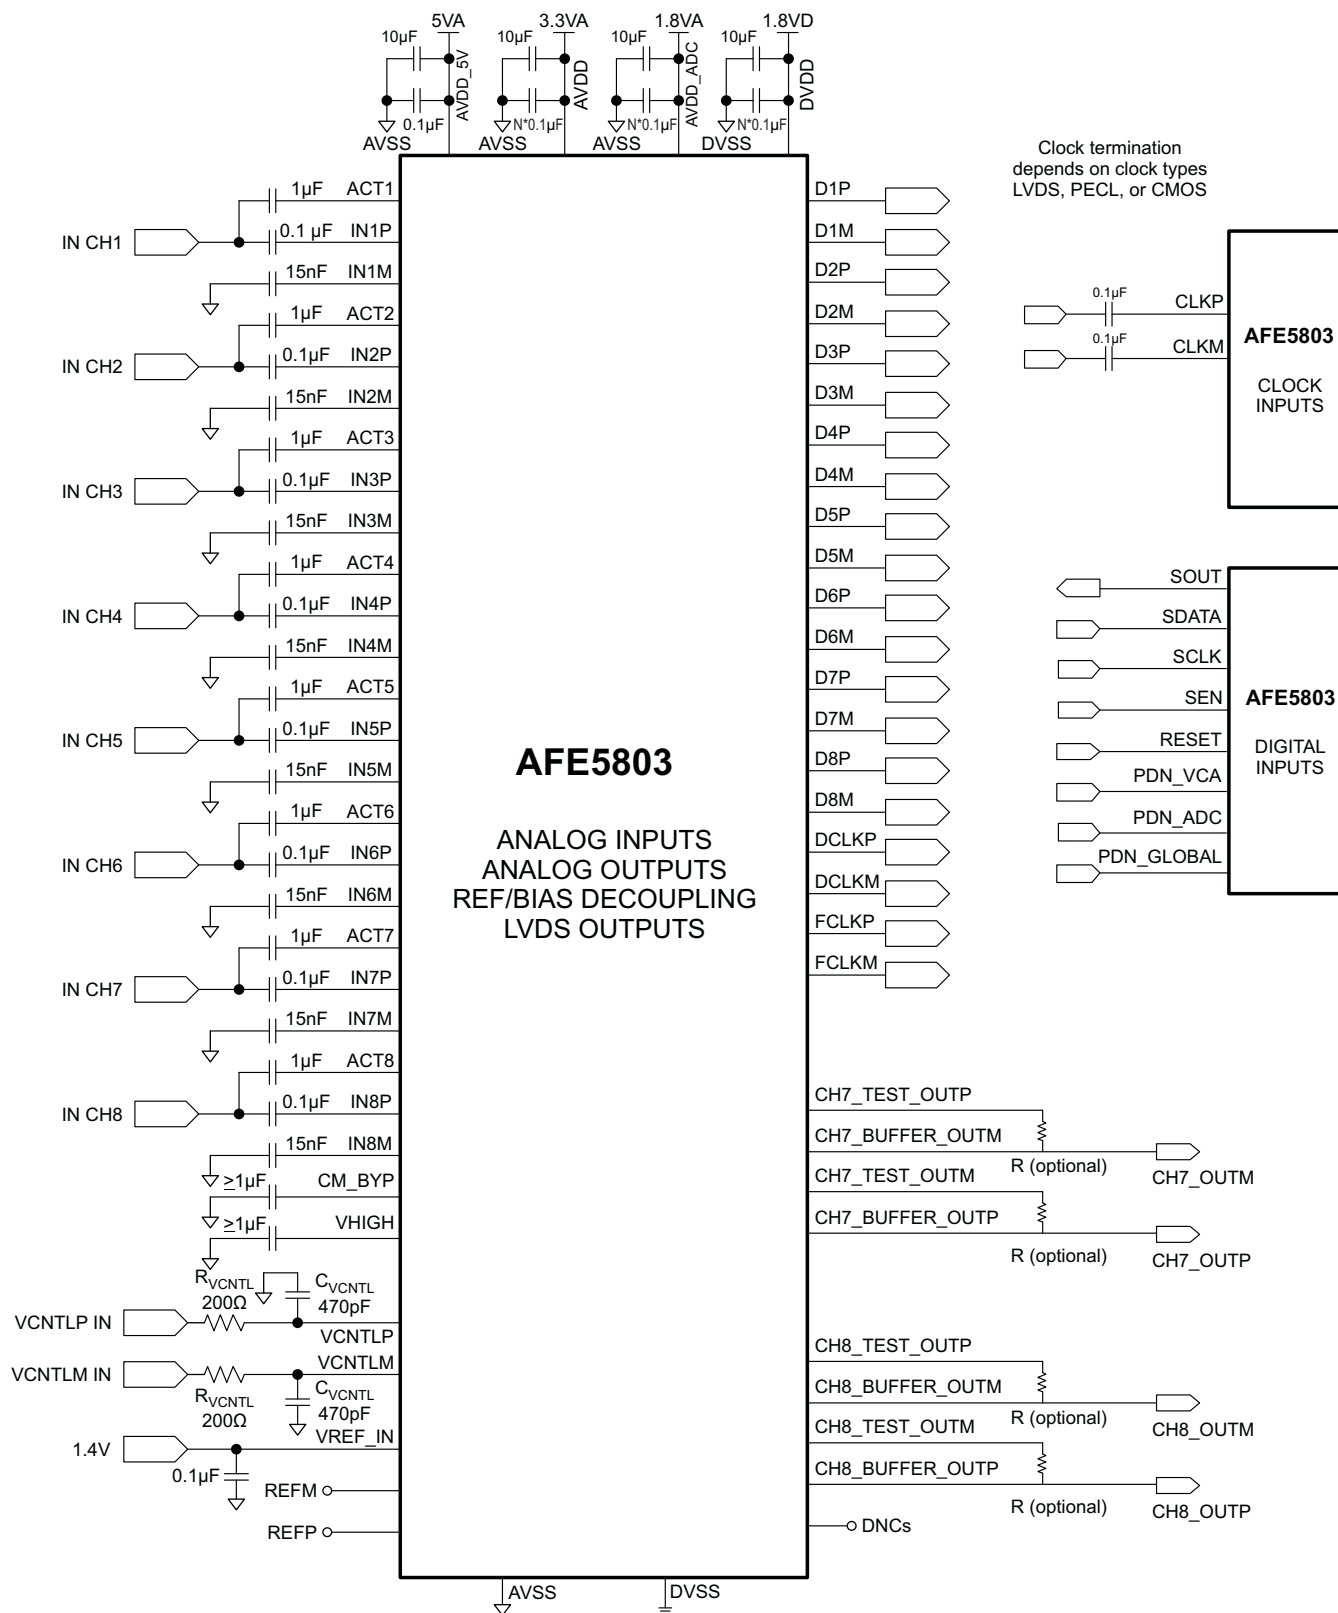 5VA 3.3VA 1.8VA 1.8VD
10µF 10µF 10µF 10µF
AVDD_5V AVDD AVDD_ADC DVDD
0.1µF N*0.1µF N*0.1µF N*0.1µF
AVSS AVSS AVSS DVSS
Clock termination
depends on clock types
LVDS, PECL, or CMOS
1µF ACT1
IN CH1 0.1 µF IN1P
15nF IN1M
1µF ACT2
IN CH2 0.1µF IN2P
15nF IN2M
1µF ACT3
IN CH3 0.1µF IN3P
15nF IN3M
1µF ACT4
IN CH4 0.1µF IN4P
15nF IN4M
1µF ACT5
IN CH5 0.1µF IN5P
15nF IN5M
1µF ACT6
IN CH6 0.1µF IN6P
15nF IN6M
1µF ACT7
IN CH7 0.1µF IN7P
15nF IN7M
1µF ACT8
IN CH8 0.1µF IN8P
15nF IN8M
≥1µF CM_BYP
≥1µF VHIGH
RVCNTL
200Ω
CVCNTL
470pF
VCNTLP IN
VCNTLP
VCNTLM IN
VCNTLM
RVCNTL
200Ω
CVCNTL
470pF
1.4V
VREF_IN
0.1µF
REFM
REFP
AFE5803
ANALOG INPUTS
ANALOG OUTPUTS
REF/BIAS DECOUPLING
LVDS OUTPUTS
AVSS
DVSS
D1P
D1M
D2P
D2M
D3P
D3M
D4P
D4M
D5P
D5M
D6P
D6M
D7P
D7M
D8P
D8M
DCLKP
DCLKM
FCLKP
FCLKM
CH7_TEST_OUTP
CH7_BUFFER_OUTM
R (optional)
CH7_OUTM
CH7_TEST_OUTM
CH7_BUFFER_OUTP
R (optional)
CH7_OUTP
CH8_TEST_OUTP
CH8_BUFFER_OUTM
R (optional)
CH8_OUTM
CH8_TEST_OUTM
CH8_BUFFER_OUTP
R (optional)
CH8_OUTP
DNCs
0.1µF CLKP
0.1µF CLKM
AFE5803
CLOCK
INPUTS
SOUT
SDATA
SCLK
SEN
RESET
PDN_VCA
PDN_ADC
PDN_GLOBAL
AFE5803
DIGITAL
INPUTS